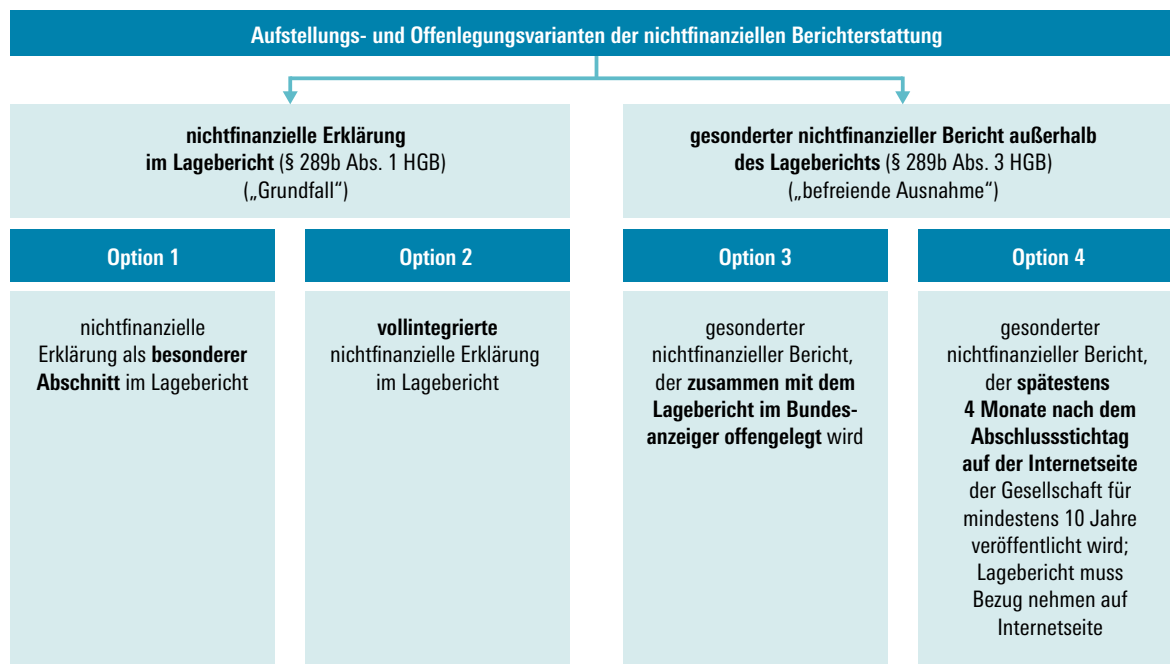 Aufstellungs- und Offenlegungsvarianten der nichtfinanziellen Berichterstattung
nichtfinanzielle Erklärung
im Lagebericht (§ 289b Abs. 1 HGB)
(„Grundfall“)
gesonderter nichtfinanzieller Bericht außerhalb
des Lageberichts (§ 289b Abs. 3 HGB)
(„befreiende Ausnahme“)
Option 1
nichtfinanzielle
Erklärung als besonderer
Abschnitt im Lagebericht
Option 2
vollintegrierte
nichtfinanzielle Erklärung
im Lagebericht
Option 3
gesonderter
nichtfinanzieller Bericht,
der zusammen mit dem
Lagebericht im Bundes-
anzeiger offengelegt wird
Option 4
gesonderter
nichtfinanzieller Bericht,
der spätestens
4 Monate nach dem
Abschlussstichtag
auf der Internetseite
der Gesellschaft für
mindestens 10 Jahre
veröffentlicht wird;
Lagebericht muss
Bezug nehmen auf
Internetseite